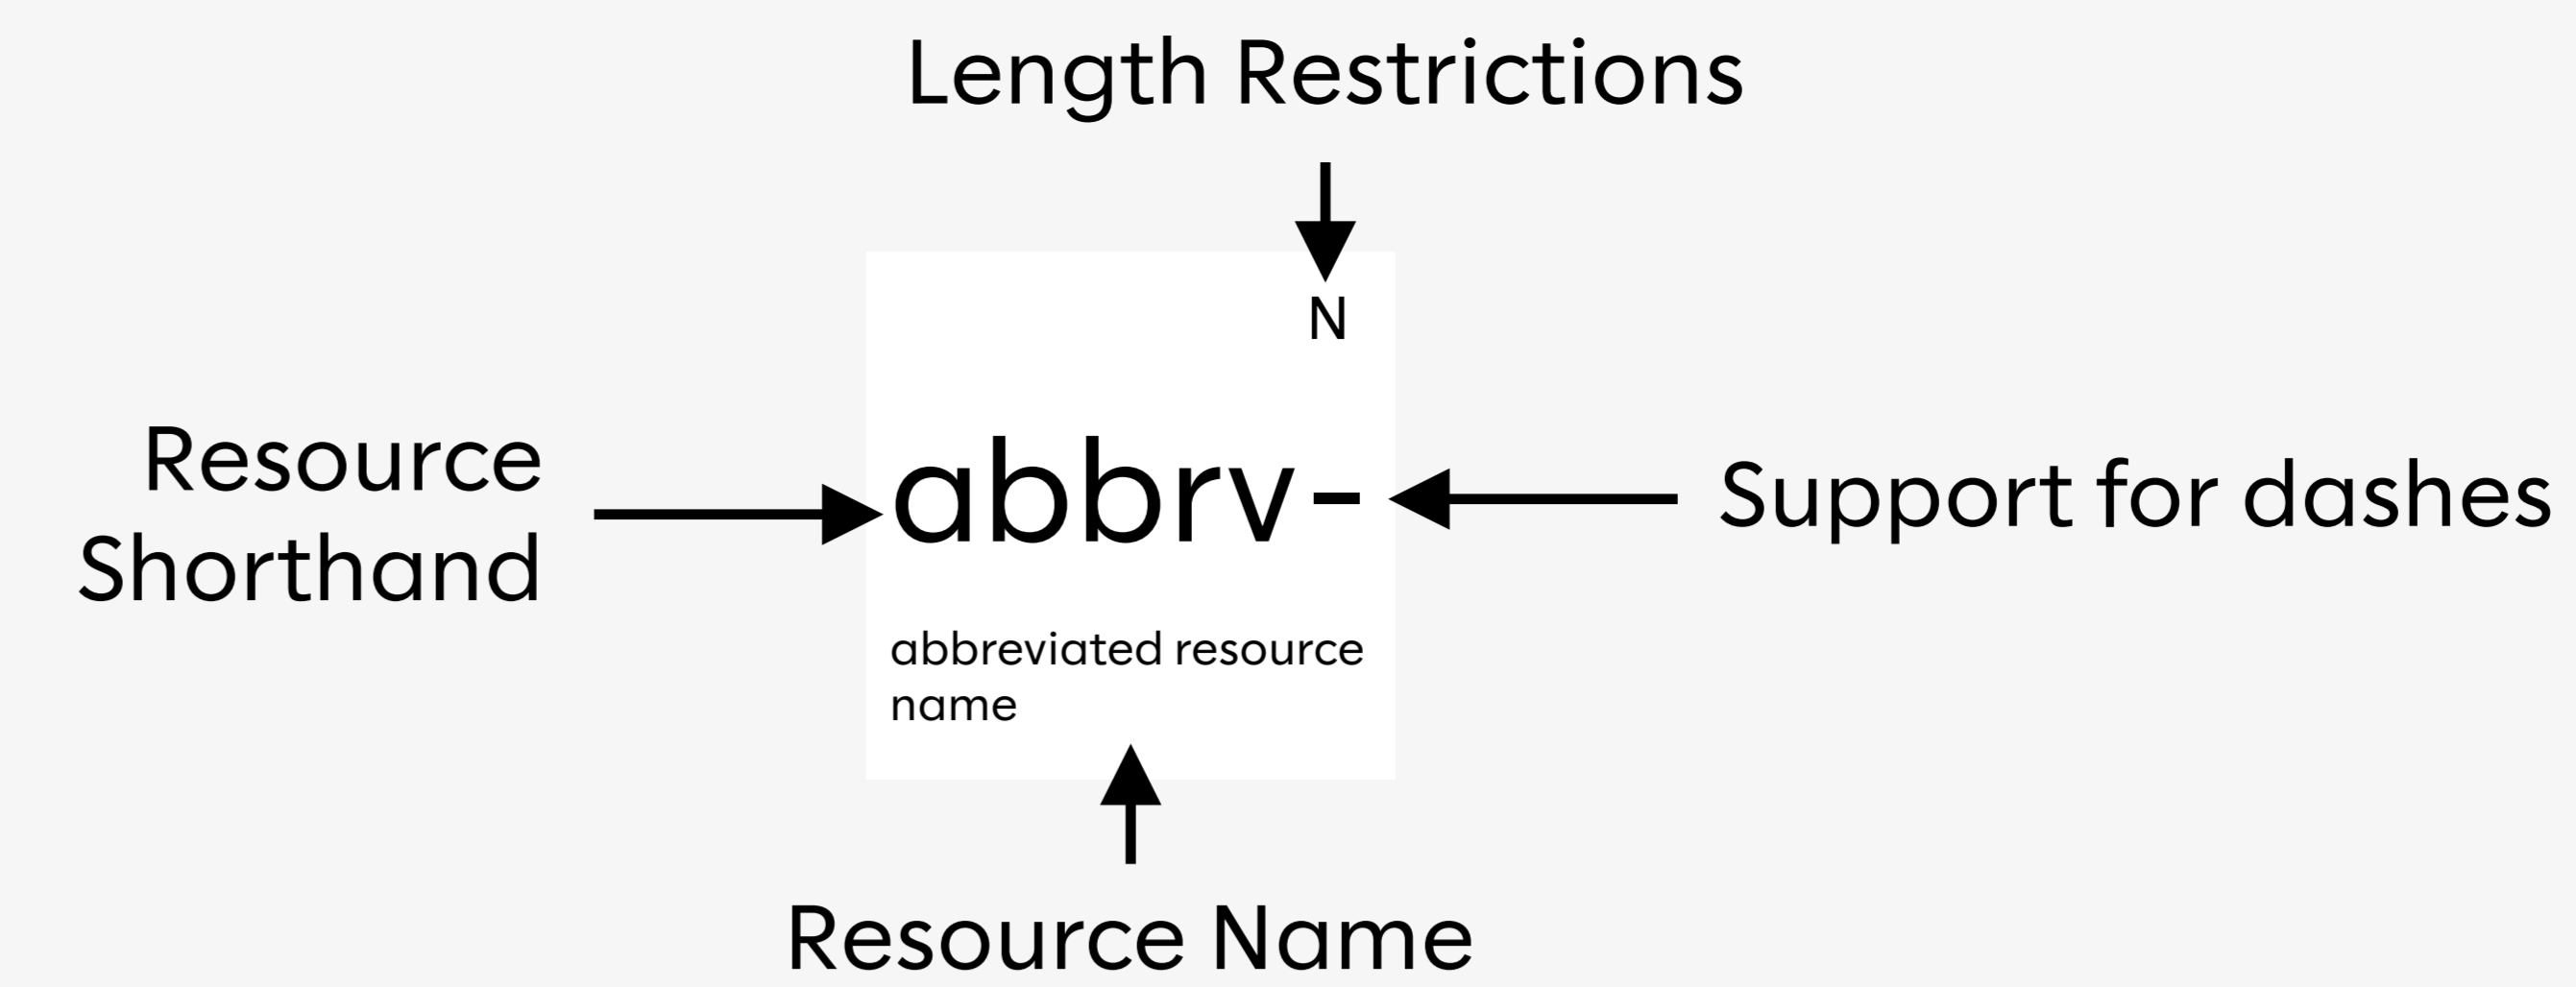 Length Restrictions
N
Resource
Shorthand
abbrv-
Support for dashes
abbreviated resource
name
Resource Name